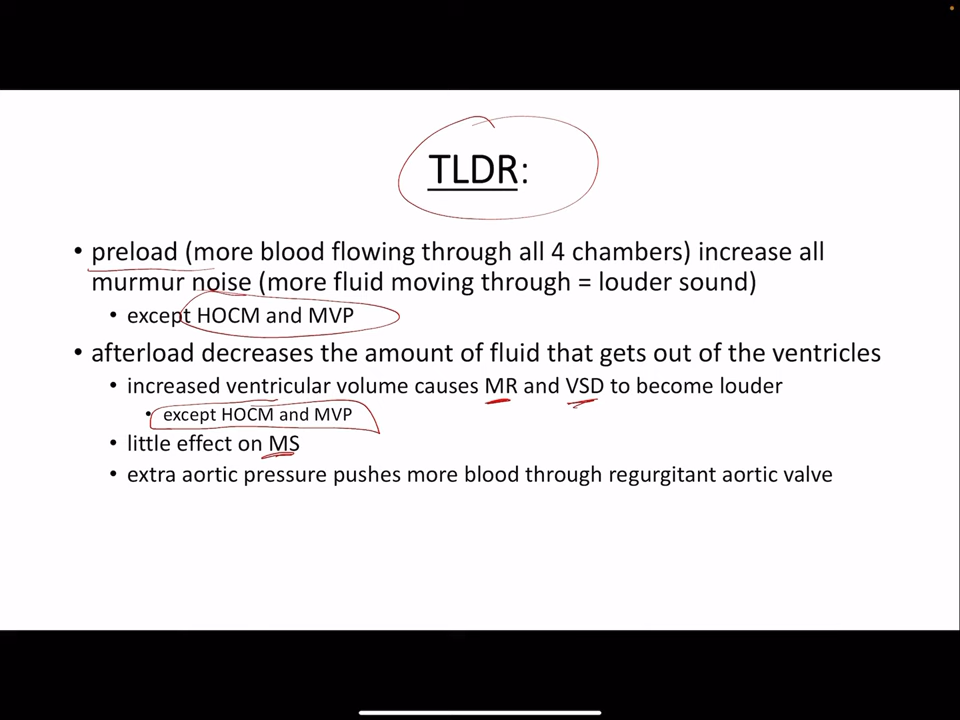 TLDR:
• preload (more blood flowing through all 4 chambers) increase all
murmur noise (more fluid moving through = louder sound)
• except HOCM and MVP
• afterload decreases the amount of fluid that gets out of the ventricles
• increased ventricular volume causes MR and VSD to become louder
• except HOCM and MVP
• little effect on MS
• extra aortic pressure pushes more blood through regurgitant aortic valve